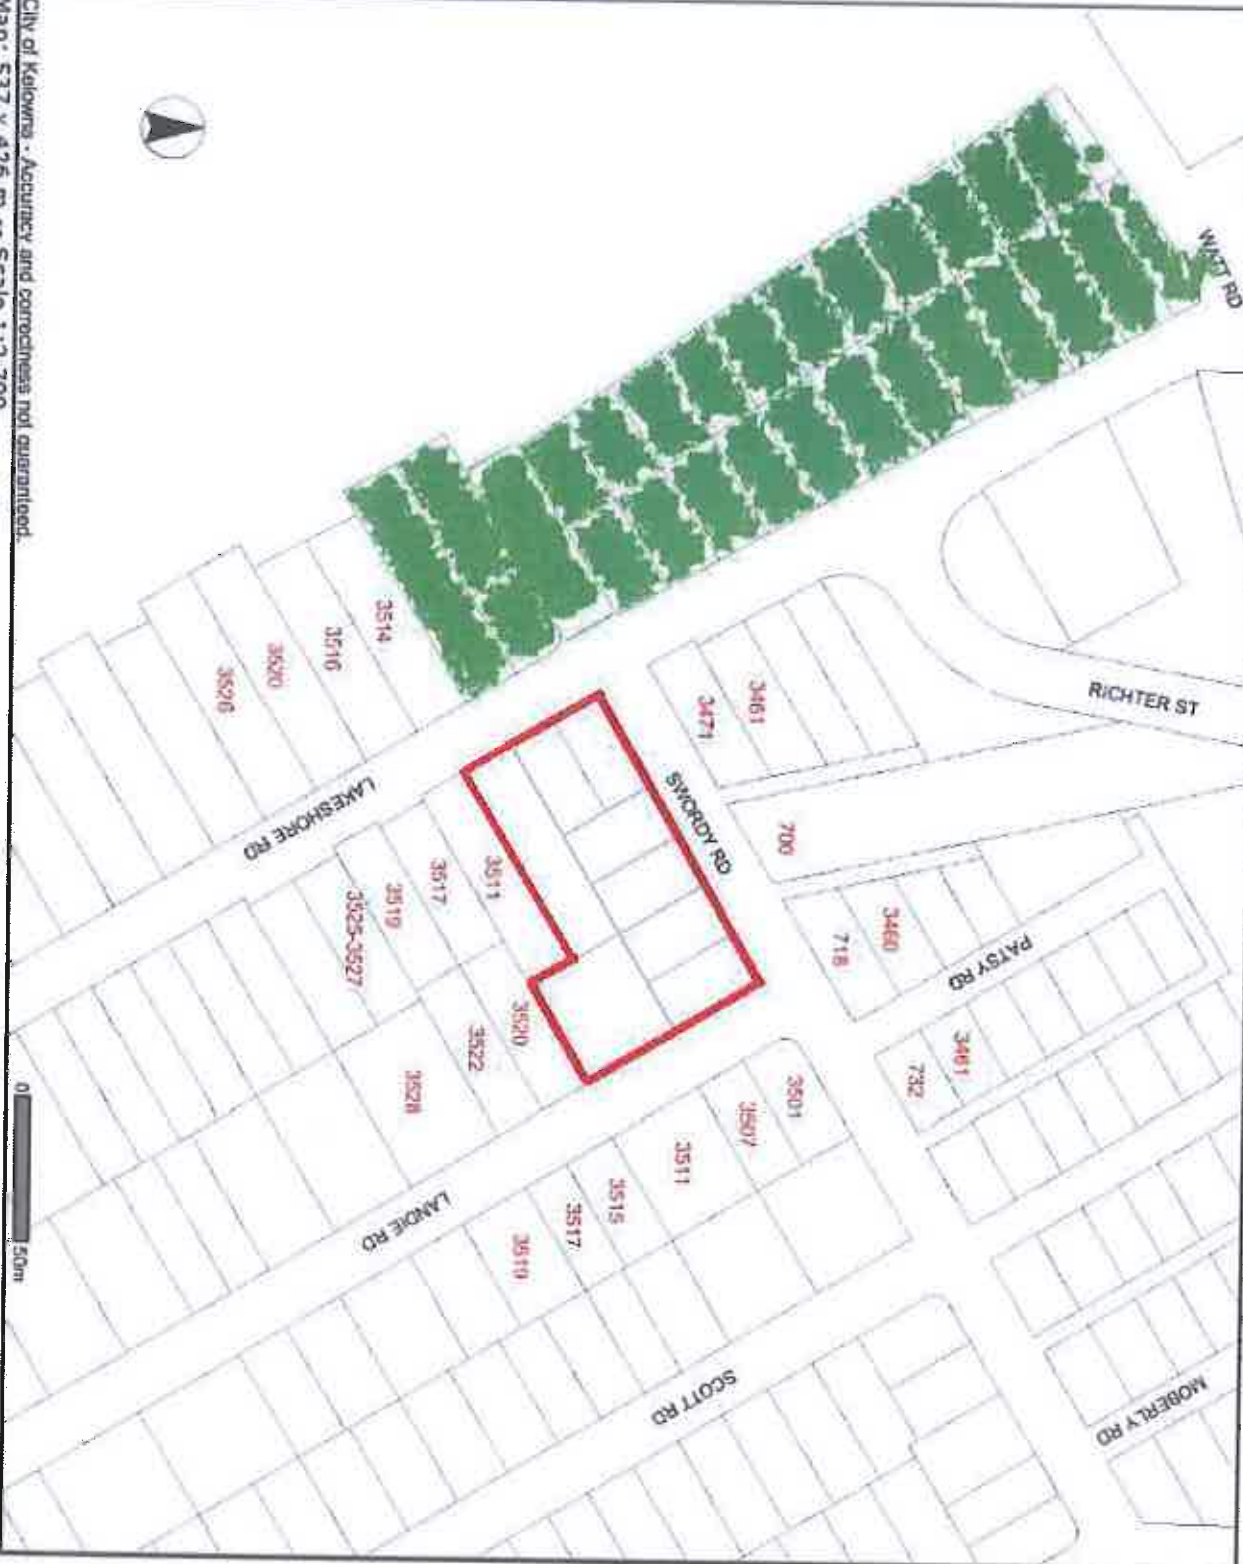 WATT RD
RICHTER ST
3461
3471
SWORDY RD
700
3460
718
PATSY RD
3461
732
MOBERLY RD
3514
3516
3520
3526
LAKESHORE RD
3511
3517
3519
3525-3527
3520
3522
3528
3501
3507
3511
3515
3517
3519
LANDIE RD
SCOTT RD
0
50m
City of Kelowna - Accuracy and correctness not guaranteed.